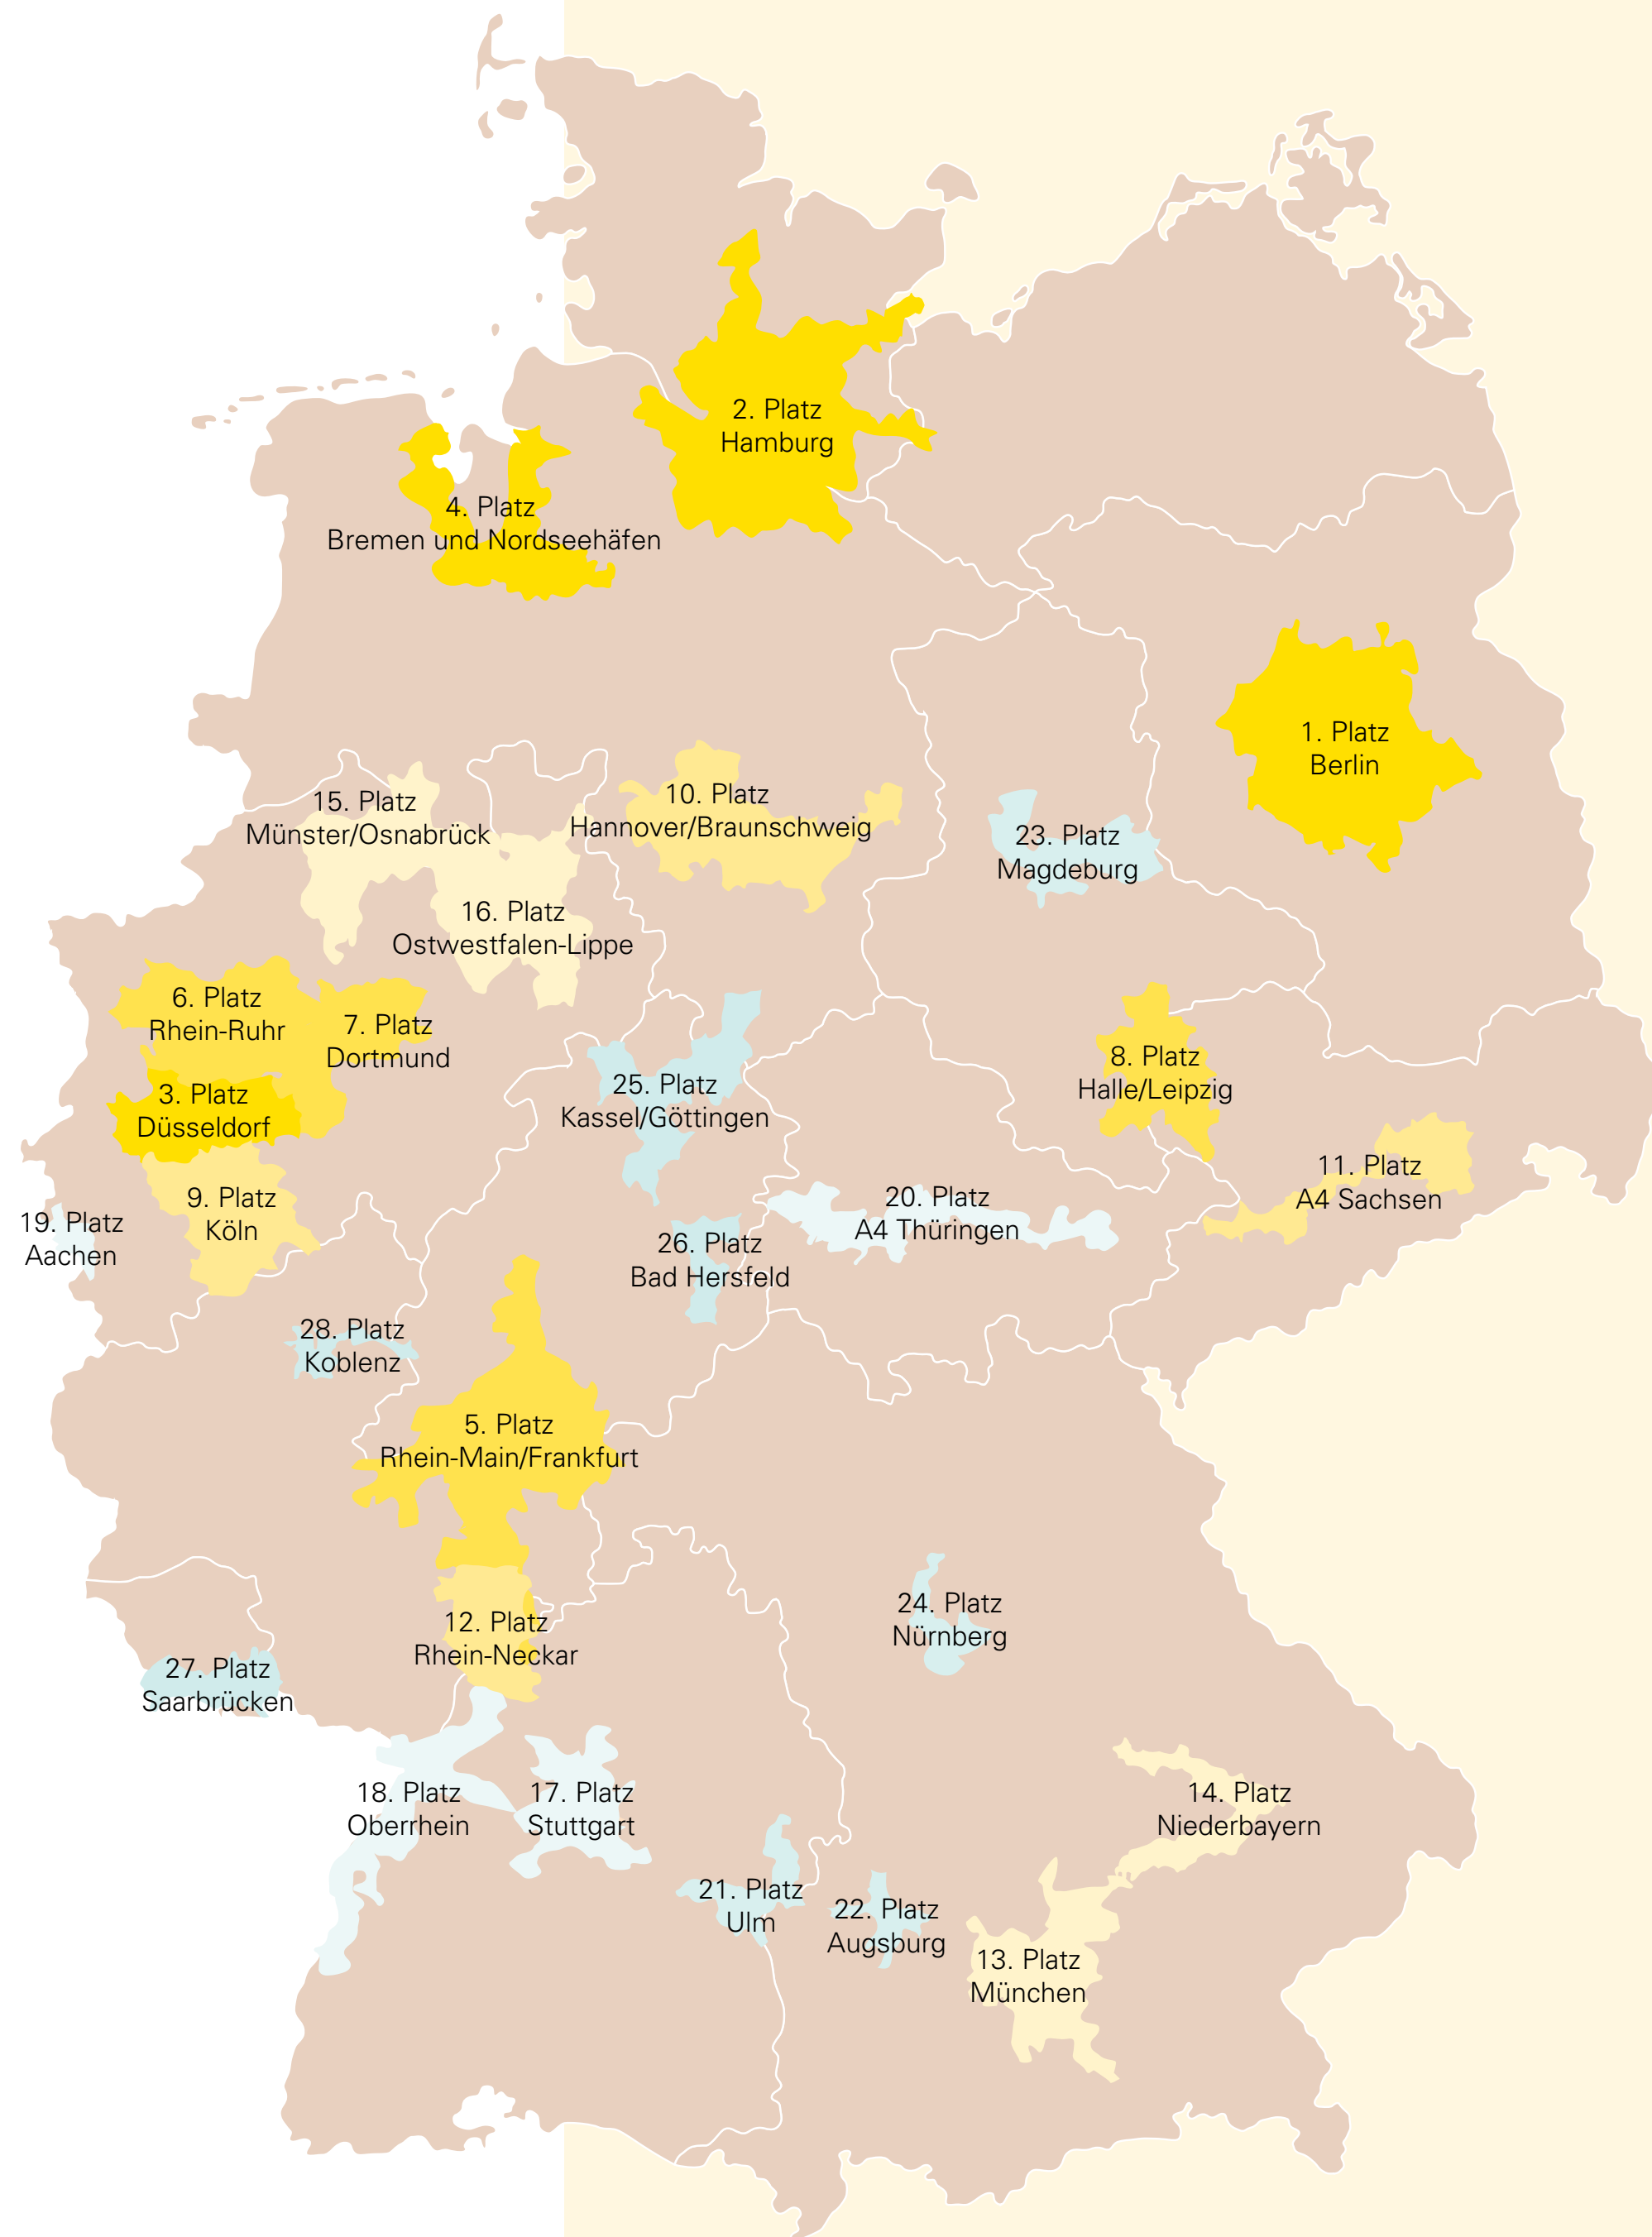 2. Platz
Hamburg
4. Platz
Bremen und Nordseehäfen
1. Platz
Berlin
15. Platz
Münster/Osnabrück
10. Platz
Hannover/Braunschweig
23. Platz
Magdeburg
16. Platz
Ostwestfalen-Lippe
6. Platz
Rhein-Ruhr
7. Platz
Dortmund
8. Platz
Halle/Leipzig
3. Platz
Düsseldorf
25. Platz
Kassel/Göttingen
11. Platz
A4 Sachsen
9. Platz
Köln
20. Platz
A4 Thüringen
19. Platz
Aachen
26. Platz
Bad Hersfeld
28. Platz
Koblenz
5. Platz
Rhein-Main/Frankfurt
24. Platz
Nürnberg
12. Platz
Rhein-Neckar
27. Platz
Saarbrücken
18. Platz
Oberrhein
17. Platz
Stuttgart
14. Platz
Niederbayern
21. Platz
Ulm
22. Platz
Augsburg
13. Platz
München